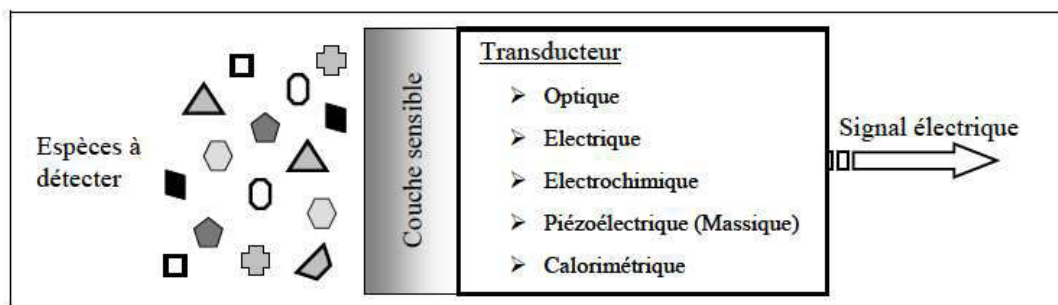 Espèces à
détecter
Couche sensible
Transducteur
➢ Optique
➢ Electrique
➢ Electrochimique
➢ Piézoélectrique (Massique)
➢ Calorimétrique
Signal électrique